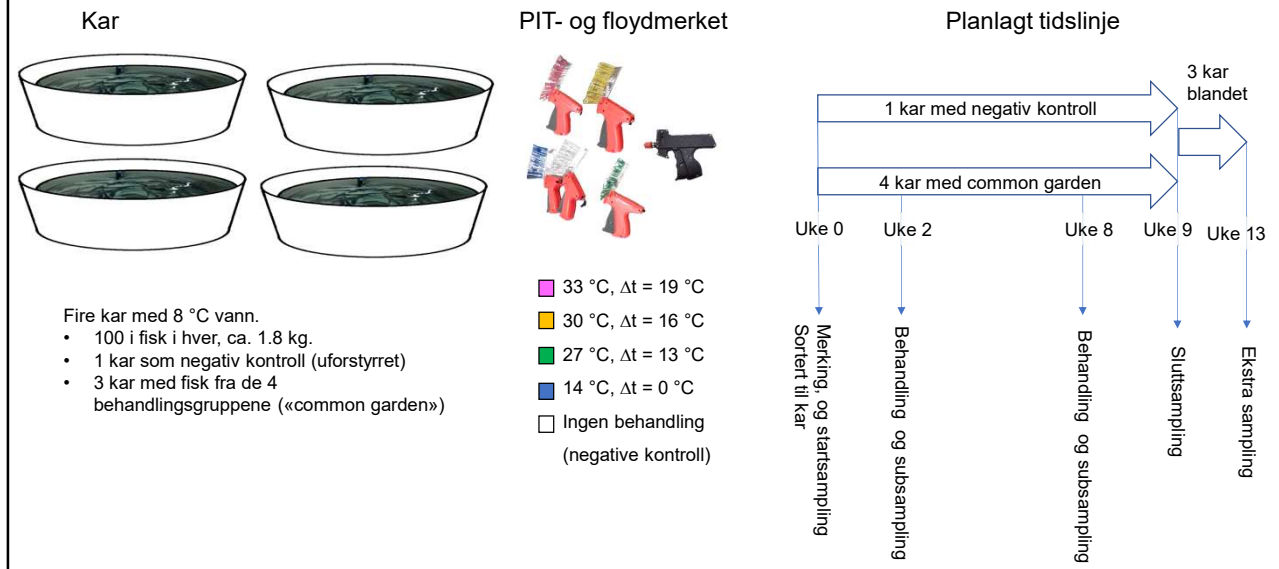 Kar
Fire kar med 8 °C vann.
• 100 i fisk i hver, ca. 1.8 kg.
• 1 kar som negativ kontroll (uforstyrret)
• 3 kar med fisk fra de 4
behandlingsgruppene («common garden»)
PIT- og floydmerket
33 °C, Δt = 19 °C
30 °C, Δt = 16 °C
27 °C, Δt = 13 °C
14 °C, Δt = 0 °C
Ingen behandling
(negative kontroll)
Planlagt tidslinje
3 kar
blandet
1 kar med negativ kontroll
4 kar med common garden
Uke 0
Uke 2
Uke 8
Uke 9
Uke 13
Merking, og startsampling
Sortert til kar
Behandling og subsampling
Behandling og subsampling
Sluttsampling
Ekstra sampling